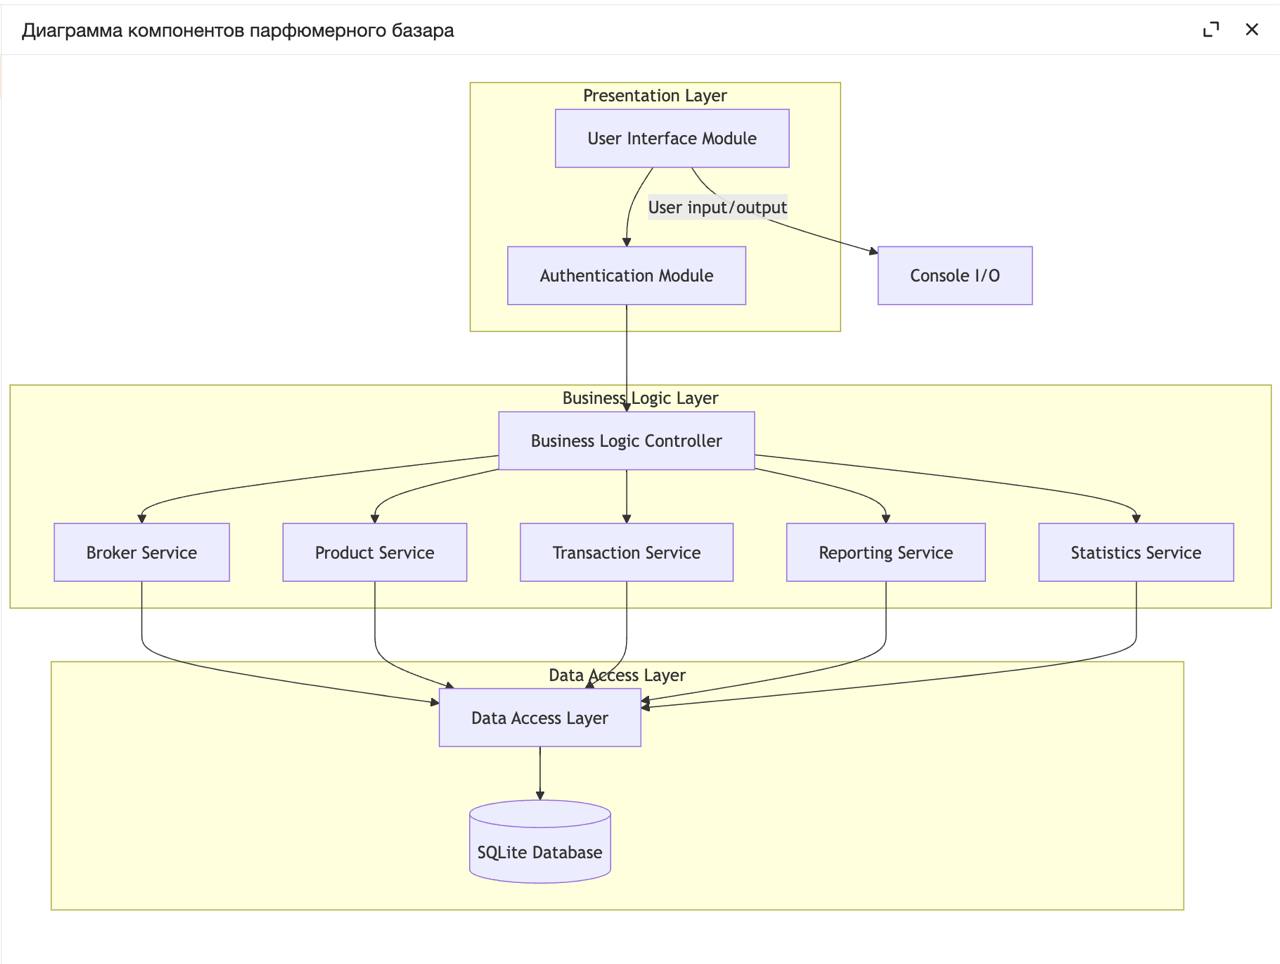 Диаграмма компонентов парфюмерного базара
Presentation Layer
User Interface Module
User input/output
Authentication Module
Console I/O
Business Logic Layer
Business Logic Controller
Broker Service
Product Service
Transaction Service
Reporting Service
Statistics Service
Data Access Layer
Data Access Layer
SQLite Database